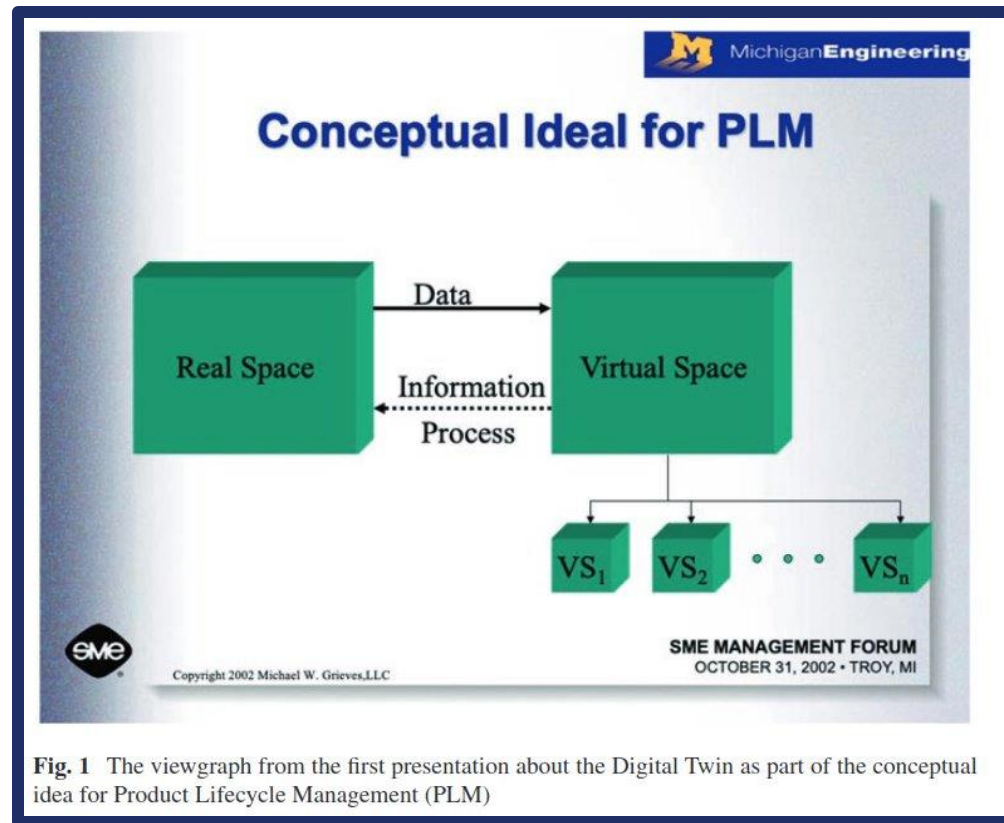 M MichiganEngineering
Conceptual Ideal for PLM
Data
Real Space
Virtual Space
Information
Process
VS1
VS2
VSn
SME
Copyright 2002 Michael W. Grieves,LLC
SME MANAGEMENT FORUM
OCTOBER 31, 2002 • TROY, MI
Fig. 1 The viewgraph from the first presentation about the Digital Twin as part of the conceptual
idea for Product Lifecycle Management (PLM)